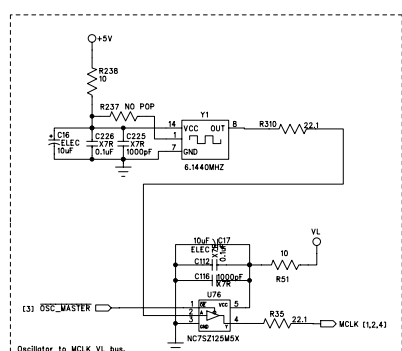 +5V
R238
10
R237 NO POP
Y1
C16
ELEC
10uF
C226
X7R
0.1uF
C225
X7R
1000pF
14
1
7
VCC OUT
GND
8
6.1440MHZ
R310
22.1
10uF C17
ELEC
X7R
0.1uF
C112
C116 1000pF
X7R
VL
10
R51
U76
[3] OSC_MASTER
1 OE VCC 5
2 A
3 GND Y 4
NC7SZ125M5X
R35
22.1
MCLK [1,2,4]
Oscillator to MCLK VL bus.